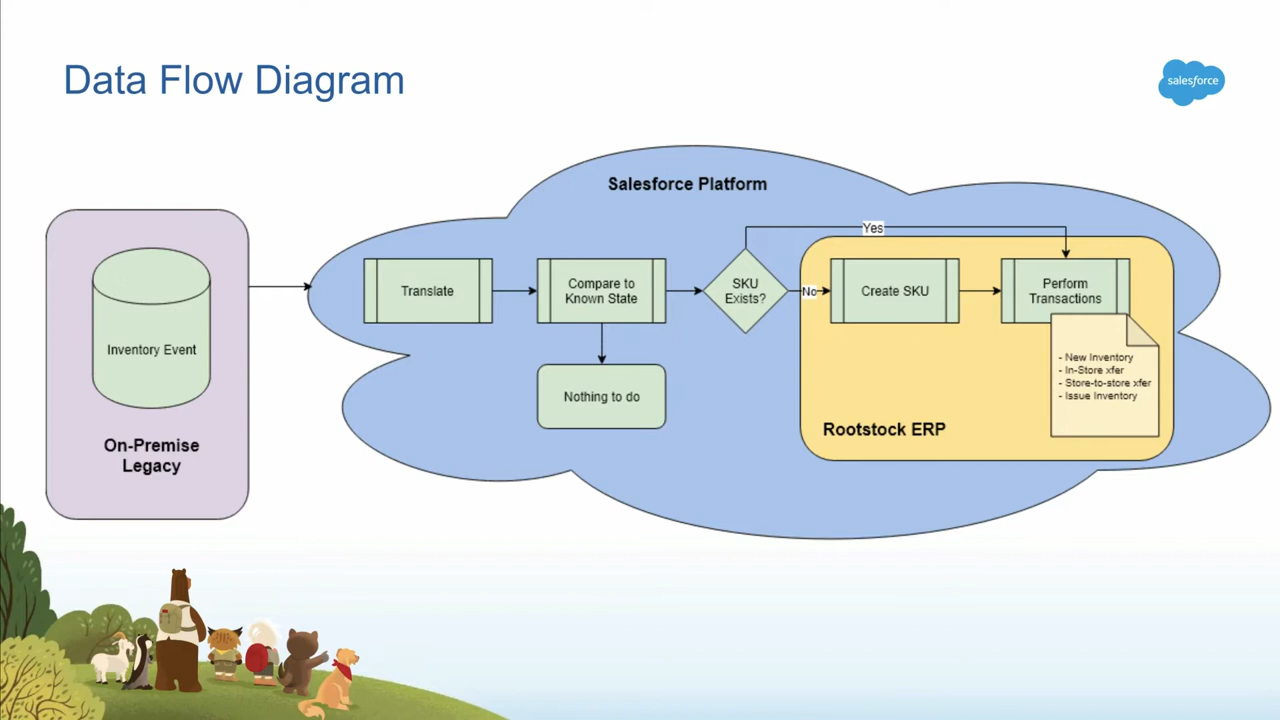 Data Flow Diagram
salesforce
Salesforce Platform
Yes
Translate
Compare to
Known State
SKU
Exists?
No
Create SKU
Perform
Transactions
Inventory Event
Nothing to do
- New Inventory
- In-Store xfer
- Store-to-store xfer
- Issue Inventory
Rootstock ERP
On-Premise
Legacy